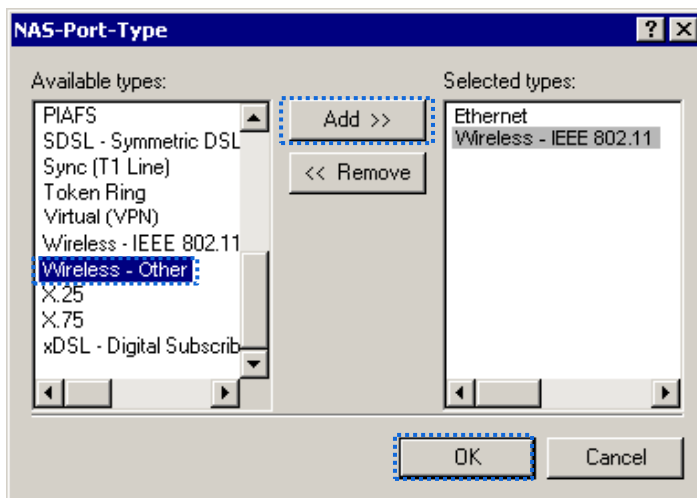 NAS-Port-Type
Available types:
Selected types:
PIAFS
SDSL - Symmetric DSL
Sync (T1 Line)
Token Ring
Virtual (VPN)
Wireless - IEEE 802.11
Wireless - Other
X.25
X.75
xDSL - Digital Subscrib
Add >>
<< Remove
Ethernet
Wireless - IEEE 802.11
OK
Cancel